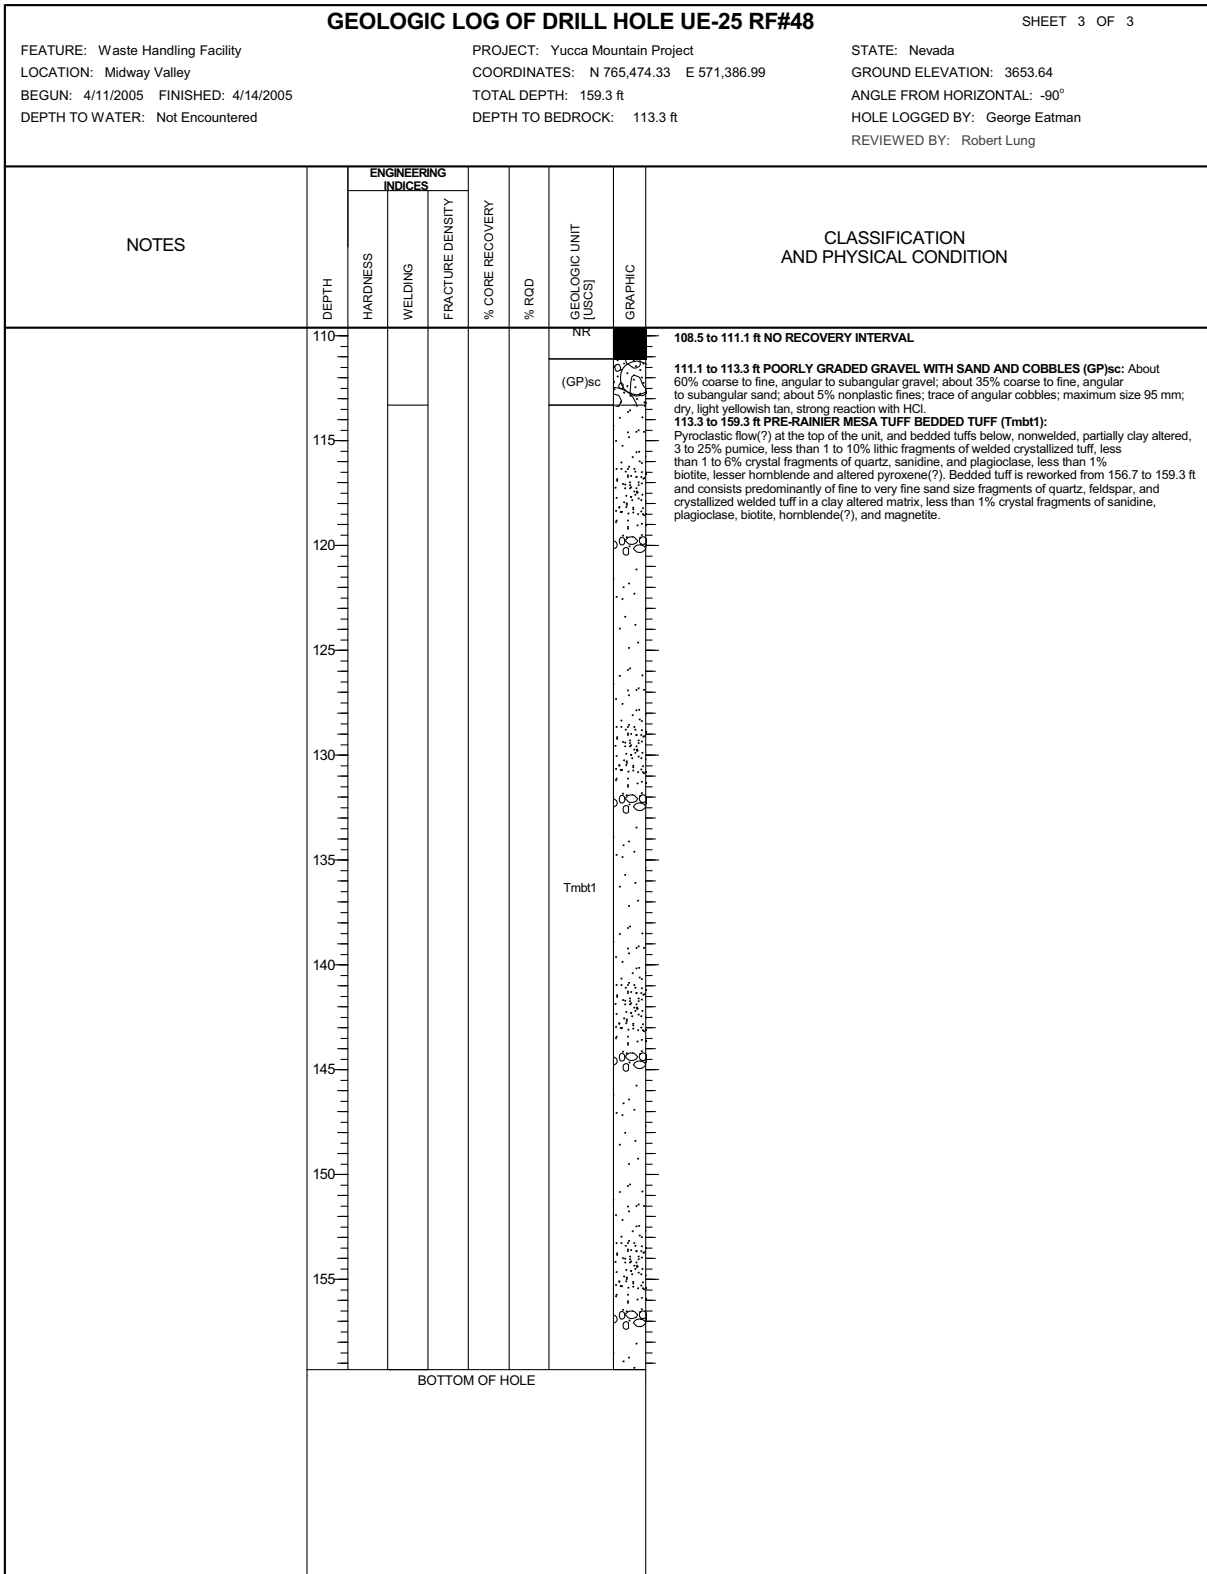 GEOLOGIC LOG OF DRILL HOLE UE-25 RF#48
SHEET 3 OF 3
FEATURE: Waste Handling Facility
PROJECT: Yucca Mountain Project
STATE: Nevada
LOCATION: Midway Valley
COORDINATES: N 765,474.33 E 571,386.99
GROUND ELEVATION: 3653.64
BEGUN: 4/11/2005 FINISHED: 4/14/2005
TOTAL DEPTH: 159.3 ft
ANGLE FROM HORIZONTAL: -90°
DEPTH TO WATER: Not Encountered
DEPTH TO BEDROCK: 113.3 ft
HOLE LOGGED BY: George Eatman
REVIEWED BY: Robert Lung
NOTES
DEPTH
ENGINEERING
INDICES
HARDNESS
WELDING
FRACTURE DENSITY
% CORE RECOVERY
% RQD
GEOLOGIC UNIT
[USCS]
GRAPHIC
CLASSIFICATION
AND PHYSICAL CONDITION
110
NR
108.5 to 111.1 ft NO RECOVERY INTERVAL
(GP)sc
111.1 to 113.3 ft POORLY GRADED GRAVEL WITH SAND AND COBBLES (GP)sc: About
60% coarse to fine, angular to subangular gravel; about 35% coarse to fine, angular
to subangular sand; about 5% nonplastic fines; trace of angular cobbles; maximum size 95 mm;
dry, light yellowish tan, strong reaction with HCl.
113.3 to 159.3 ft PRE-RAINIER MESA TUFF BEDDED TUFF (Tmbt1):
Pyroclastic flow(?) at the top of the unit, and bedded tuffs below, nonwelded, partially clay altered,
3 to 25% pumice, less than 1 to 10% lithic fragments of welded crystallized tuff, less
than 1 to 6% crystal fragments of quartz, sanidine, and plagioclase, less than 1%
biotite, lesser hornblende and altered pyroxene(?). Bedded tuff is reworked from 156.7 to 159.3 ft
and consists predominantly of fine to very fine sand size fragments of quartz, feldspar, and
crystallized welded tuff in a clay altered matrix, less than 1% crystal fragments of sanidine,
plagioclase, biotite, hornblende(?), and magnetite.
115
120
125
130
135
Tmbt1
140
145
150
155
BOTTOM OF HOLE